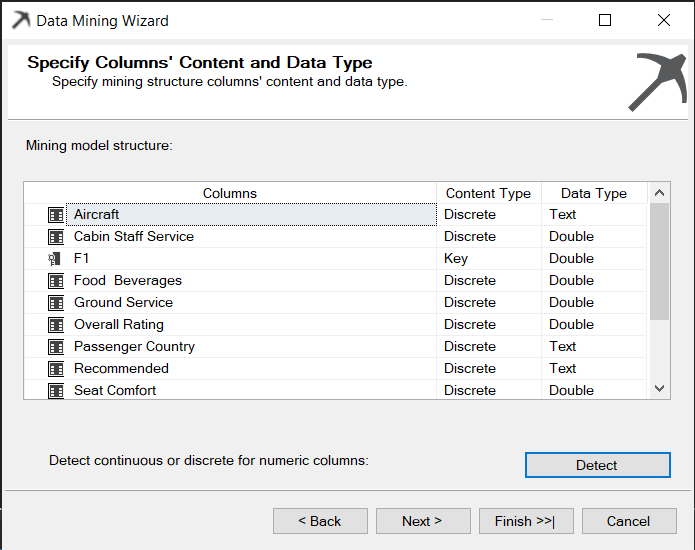 Data Mining Wizard
Specify Columns' Content and Data Type
Specify mining structure columns' content and data type.
Mining model structure:
Columns Content Type Data Type
Aircraft Discrete Text
Cabin Staff Service Discrete Double
F1 Key Double
Food  Beverages Discrete Double
Ground Service Discrete Double
Overall Rating Discrete Double
Passenger Country Discrete Text
Recommended Discrete Text
Seat Comfort Discrete Double
Detect continuous or discrete for numeric columns: Detect
< Back Next > Finish >>| Cancel